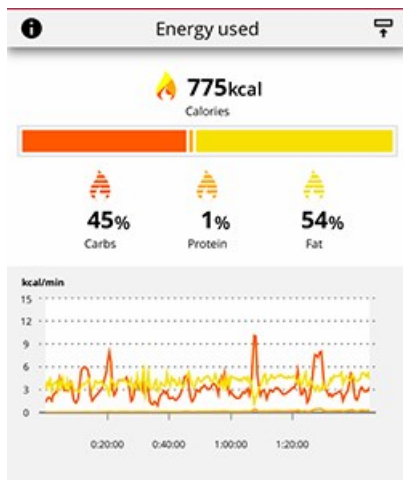 Energy used
775kcal
Calories
45% 1% 54%
Carbs Protein Fat
kcal/min
15
12
9
6
3
0
0:20:00 0:40:00 1:00:00 1:20:00